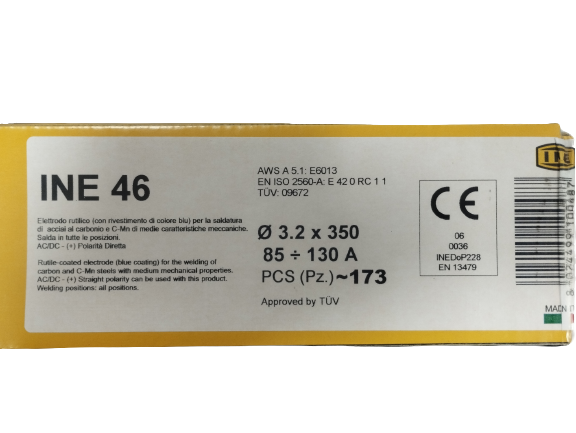 INE 46
Elettrodo rutilico (con rivestimento di colore blu) per la saldatura
di acciai al carbonio e C-Mn di medie caratteristiche meccaniche.
Salda in tutte le posizioni.
AC/DC - (+) Polarità Diretta
Rutile-coated electrode (blue coating) for the welding of
carbon and C-Mn steels with medium mechanical properties.
AC/DC - (+) Straight polarity can be used with this product.
Welding positions: all positions.
AWS A 5.1: E6013
EN ISO 2560-A: E 42 0 RC 1 1
TÜV: 09672
Ø 3.2 x 350
85 ÷ 130 A
PCS (Pz.) ~173
Approved by TÜV
CE
06
0036
INEDoP228
EN 13479
INE